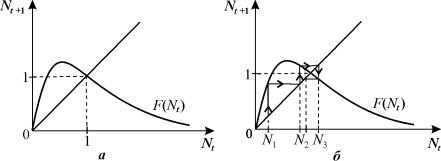 N_{t+1}
1
F(N_t)
0
1
N_t
а
N_{t+1}
1
F(N_t)
0
N_1 N_2 N_3
N_t
б